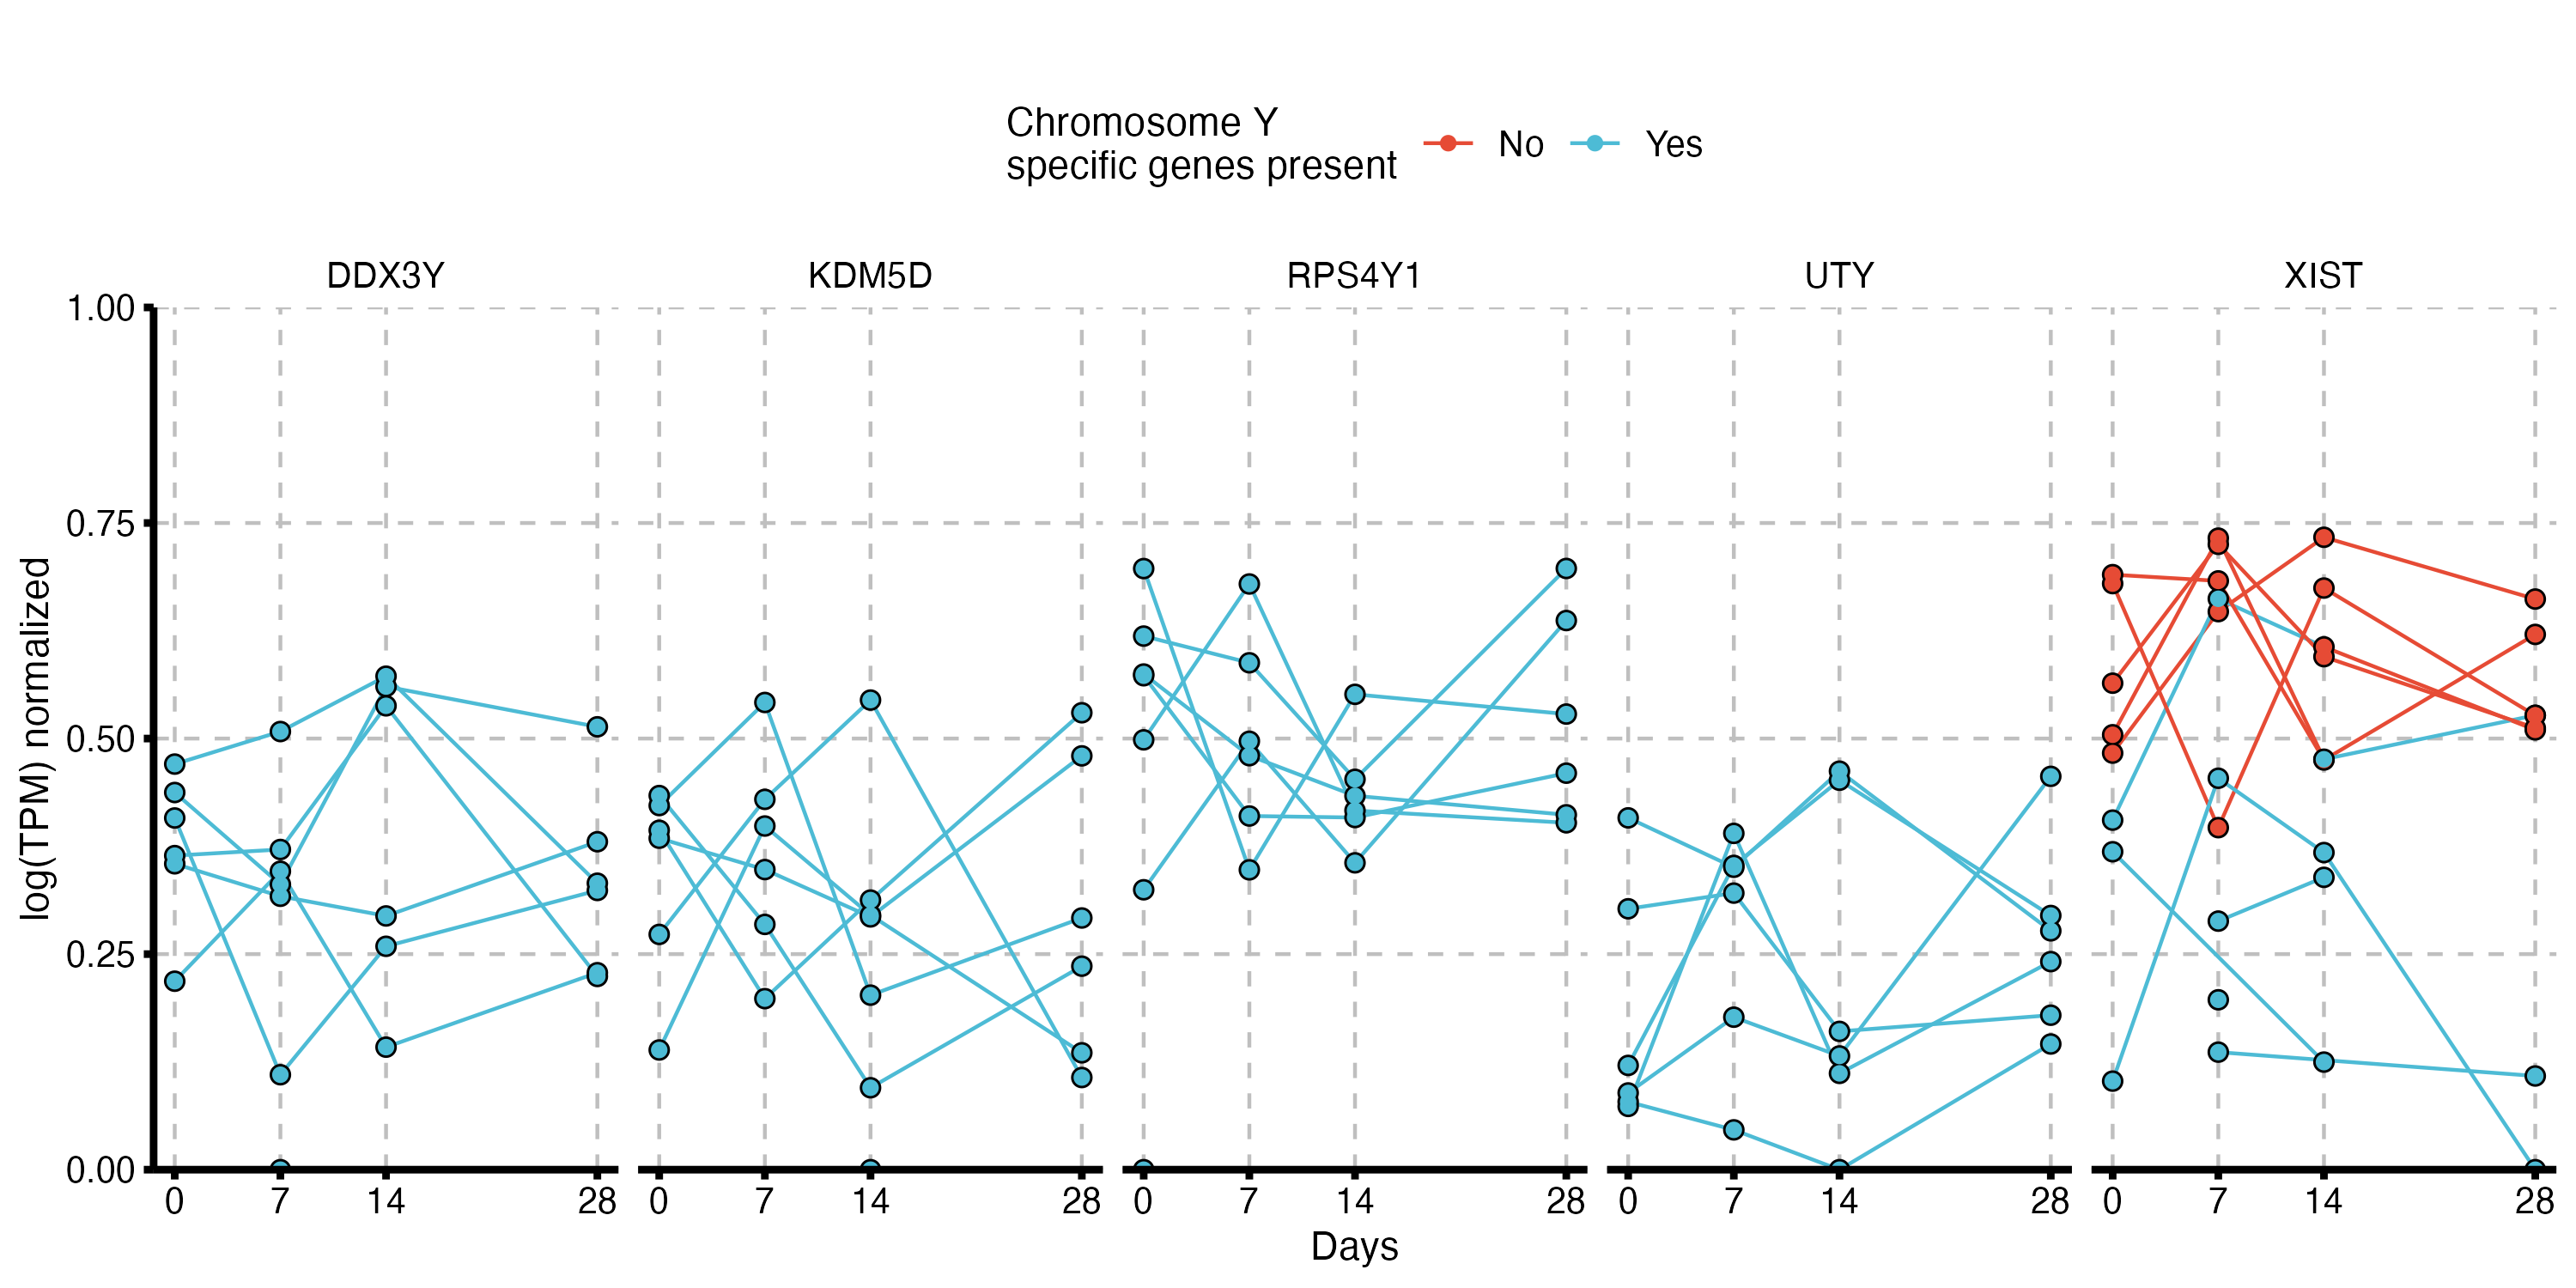 Chromosome Y
specific genes present
No
Yes
DDX3Y
KDM5D
RPS4Y1
UTY
XIST
1.00
0.75
0.50
0.25
0.00
log(TPM) normalized
0 7 14 28
0 7 14 28
0 7 14 28
0 7 14 28
0 7 14 28
Days